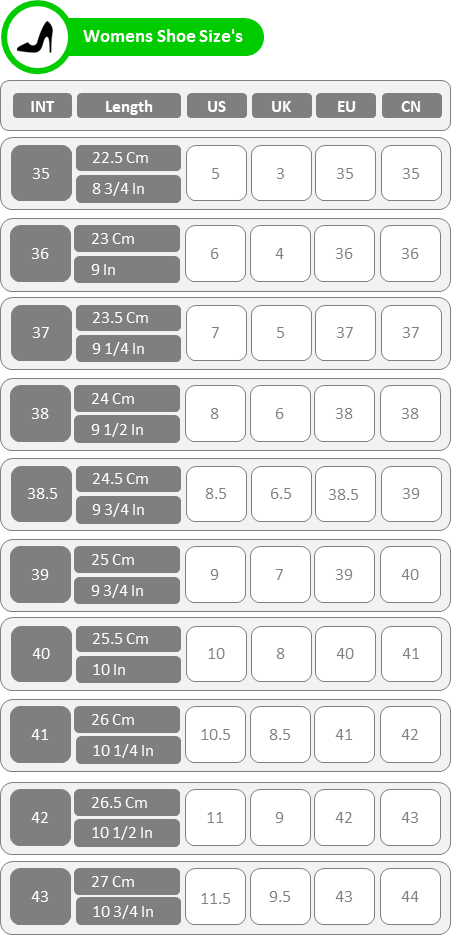 Womens Shoe Size's
INT Length US UK EU CN
35 22.5 Cm 8 3/4 In 5 3 35 35
36 23 Cm 9 In 6 4 36 36
37 23.5 Cm 9 1/4 In 7 5 37 37
38 24 Cm 9 1/2 In 8 6 38 38
38.5 24.5 Cm 9 3/4 In 8.5 6.5 38.5 39
39 25 Cm 9 3/4 In 9 7 39 40
40 25.5 Cm 10 In 10 8 40 41
41 26 Cm 10 1/4 In 10.5 8.5 41 42
42 26.5 Cm 10 1/2 In 11 9 42 43
43 27 Cm 10 3/4 In 11.5 9.5 43 44